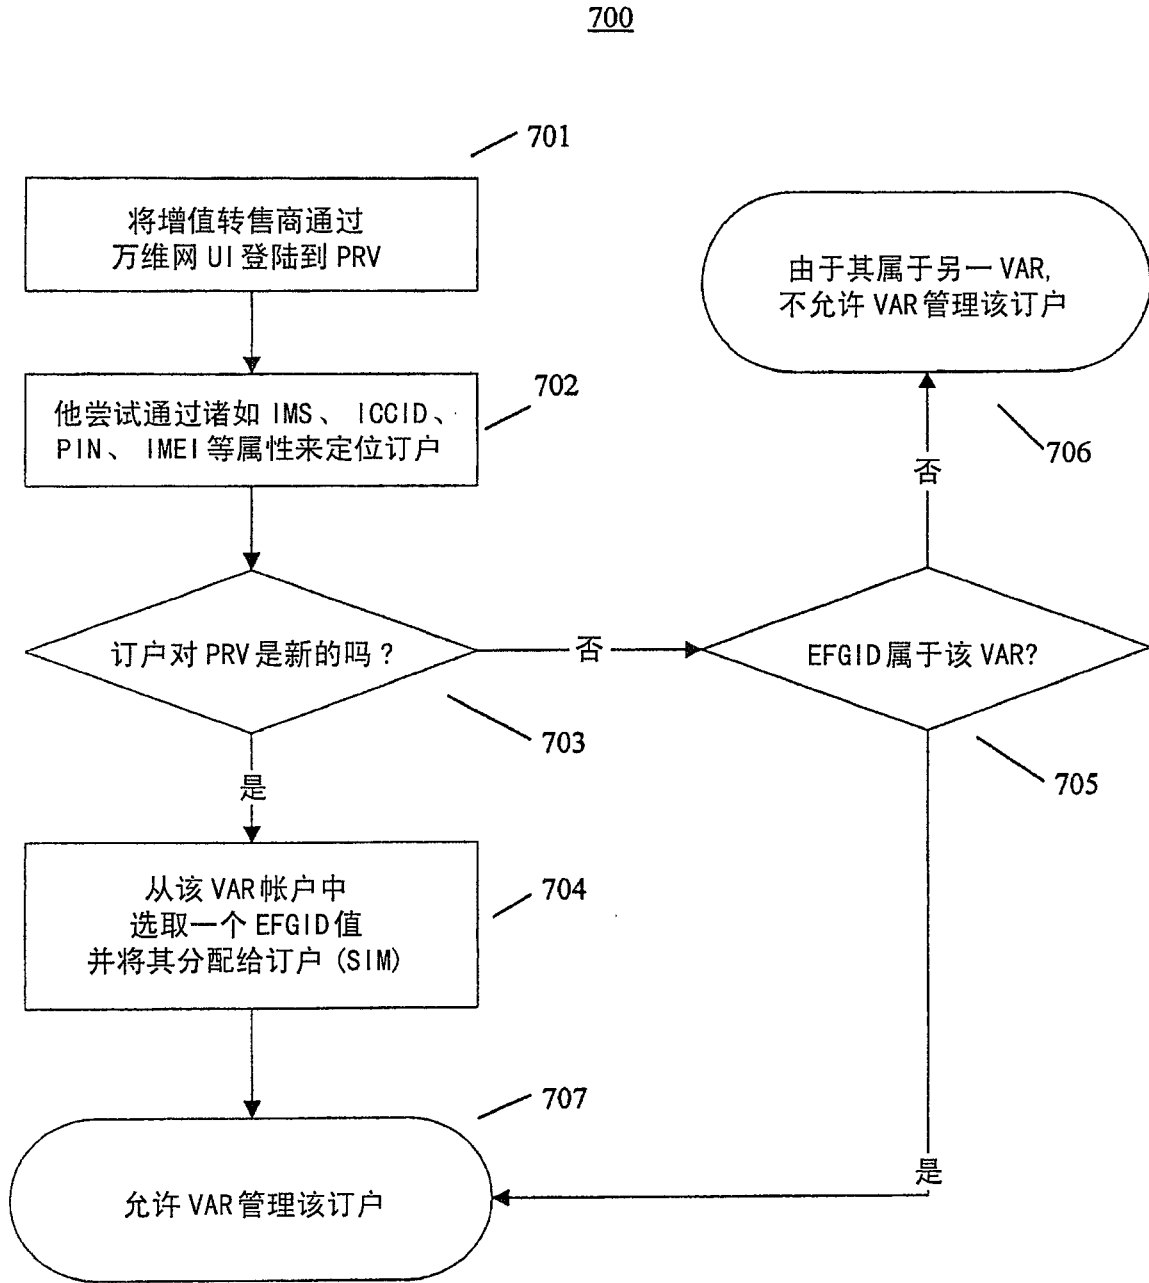 700
701
将增值转售商通过
万维网 UI 登陆到 PRV
702
他尝试通过诸如 IMS、 ICCID、
PIN、 IMEI 等属性来定位订户
703
订户对 PRV 是新的吗？
否
是
704
从该 VAR 帐户中
选取一个 EFGID 值
并将其分配给订户 (SIM)
705
EFGID 属于该 VAR?
否
是
706
由于其属于另一 VAR,
不允许 VAR 管理该订户
707
允许 VAR 管理该订户